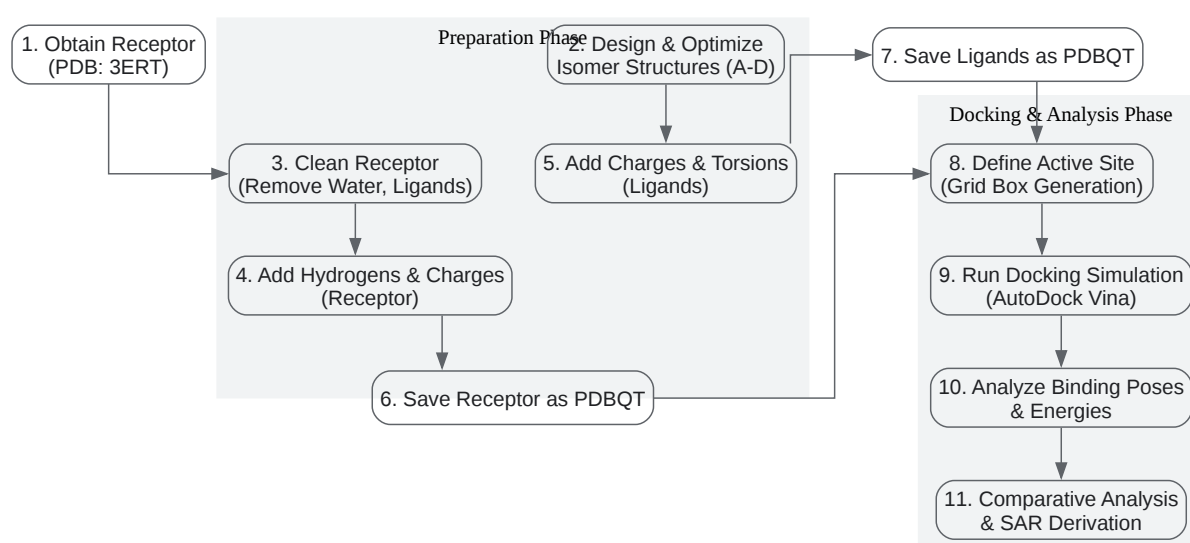 1. Obtain Receptor
(PDB: 3ERT)
Preparation Phase
2. Design & Optimize
Isomer Structures (A-D)
7. Save Ligands as PDBQT
Docking & Analysis Phase
3. Clean Receptor
(Remove Water, Ligands)
5. Add Charges & Torsions
(Ligands)
8. Define Active Site
(Grid Box Generation)
4. Add Hydrogens & Charges
(Receptor)
9. Run Docking Simulation
(AutoDock Vina)
6. Save Receptor as PDBQT
10. Analyze Binding Poses
& Energies
11. Comparative Analysis
& SAR Derivation